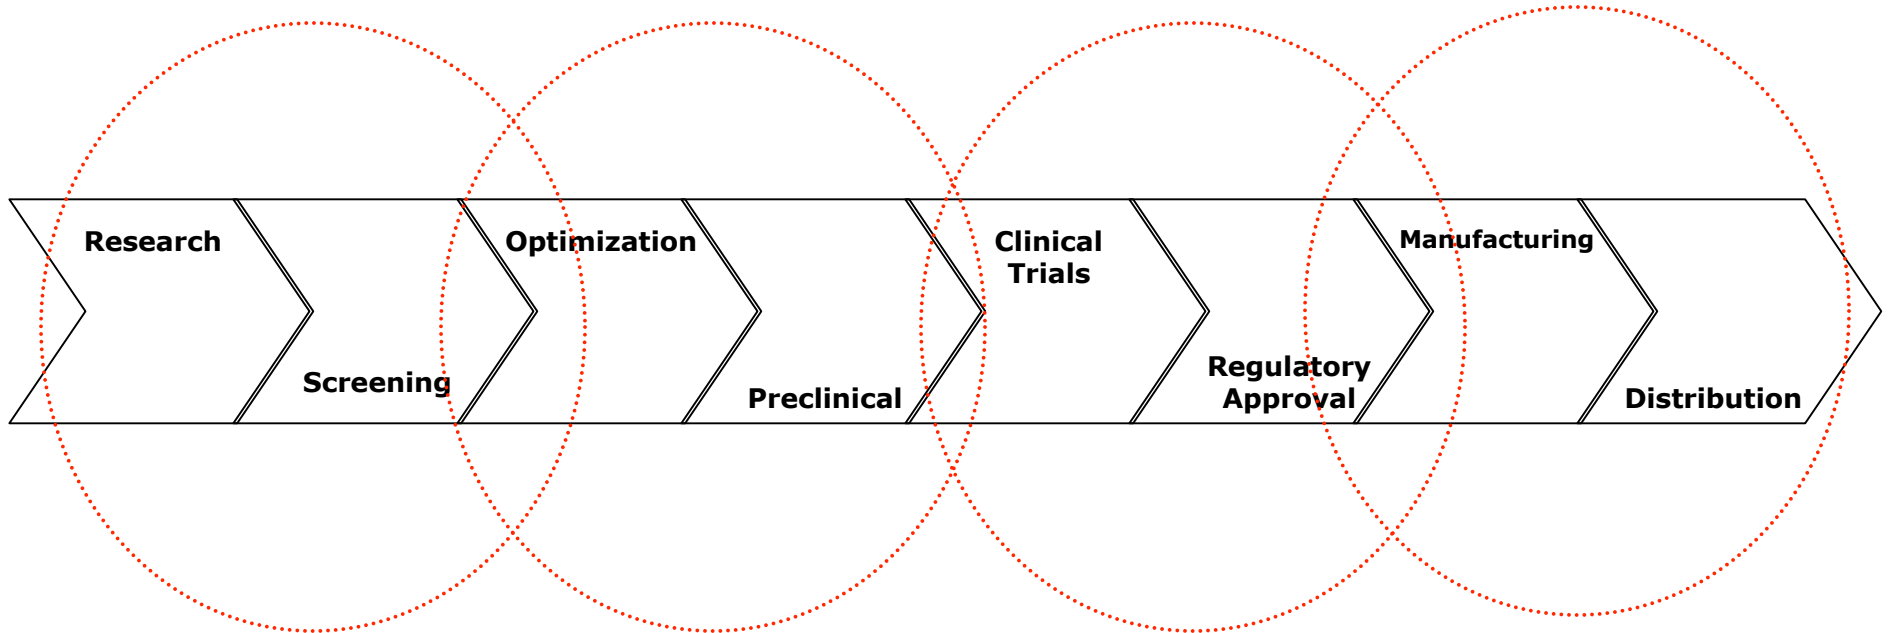 Research
Screening
Optimization
Preclinical
Clinical
Trials
Regulatory
Approval
Manufacturing
Distribution